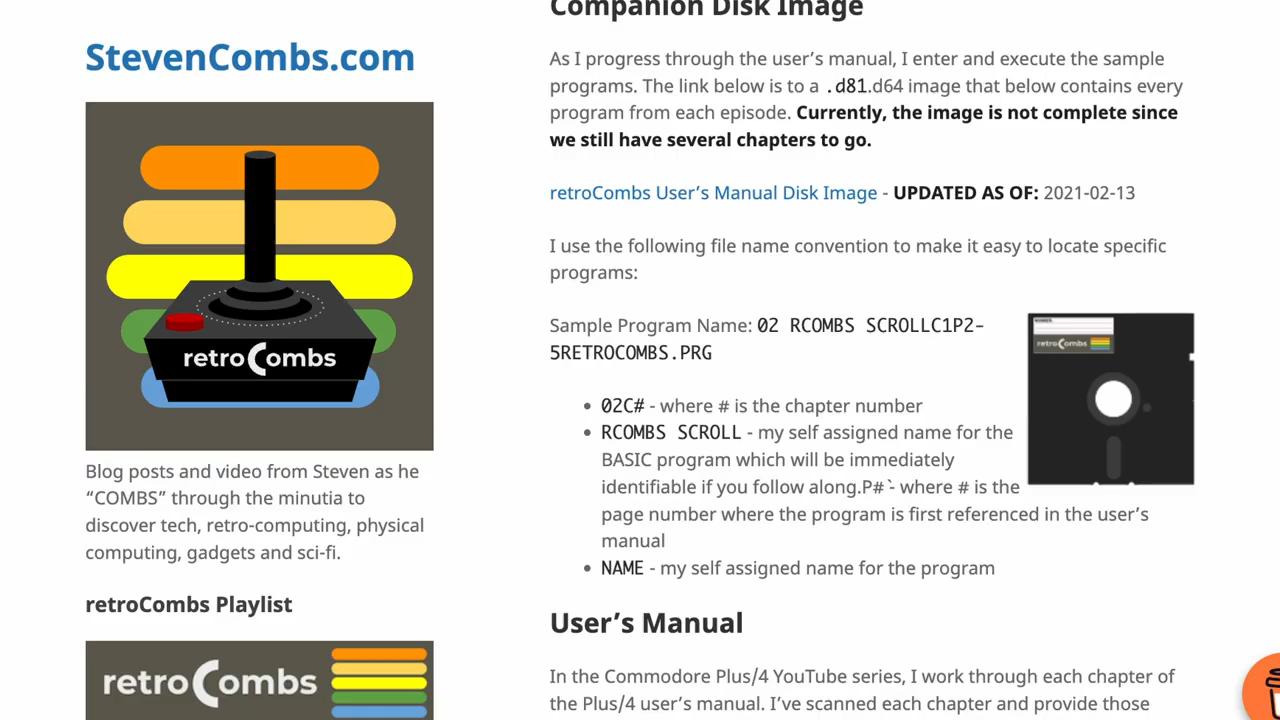 StevenCombs.com
retroCombs
Blog posts and video from Steven as he
“COMBS” through the minutia to
discover tech, retro-computing, physical
computing, gadgets and sci-fi.
retroCombs Playlist
retroCombs
Companion Disk Image
As I progress through the user’s manual, I enter and execute the sample
programs. The link below is to a .d81.d64 image that below contains every
program from each episode. Currently, the image is not complete since
we still have several chapters to go.
retroCombs User’s Manual Disk Image - UPDATED AS OF: 2021-02-13
I use the following file name convention to make it easy to locate specific
programs:
Sample Program Name: 02 RCOMBS SCROLLC1P2-
5RETROCOMBS.PRG
retroCombs
• 02C# - where # is the chapter number
• RCOMBS SCROLL - my self assigned name for the
BASIC program which will be immediately
identifiable if you follow along.P#`- where # is the
page number where the program is first referenced in the user’s
manual
• NAME - my self assigned name for the program
User’s Manual
In the Commodore Plus/4 YouTube series, I work through each chapter of
the Plus/4 user’s manual. I’ve scanned each chapter and provide those